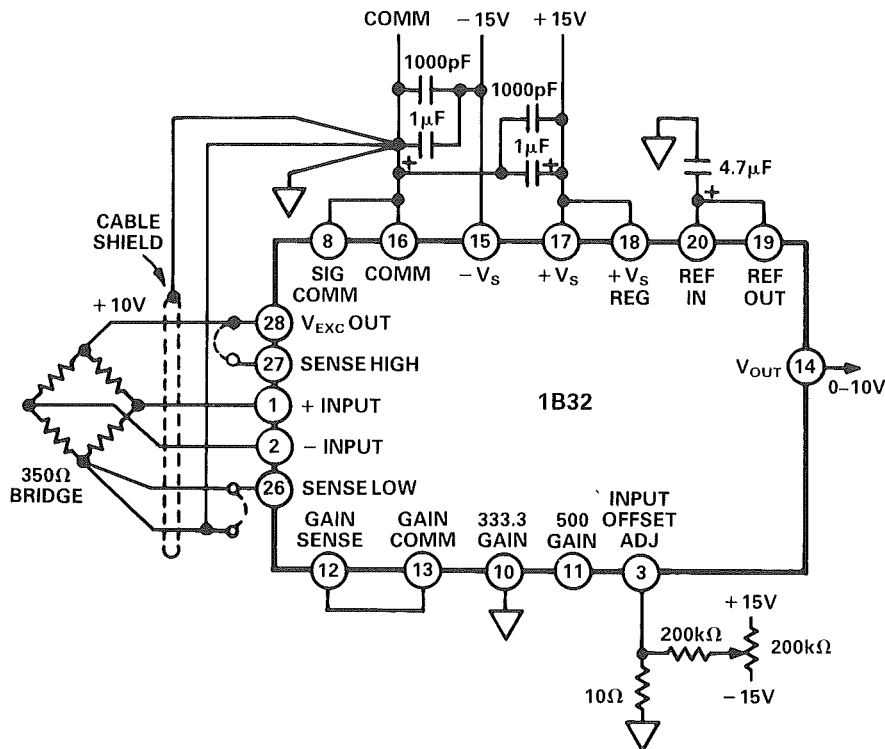 COMM
−15V
+15V
1000pF
1000pF
1μF
+
1μF
+
4.7μF
+
CABLE
SHIELD
8
16
15
17
18
20
19
SIG
COMM
COMM
−VS
+VS
+VS
REG
REF
IN
REF
OUT
+10V
28
VEXC OUT
27
SENSE HIGH
1
+ INPUT
2
− INPUT
26
SENSE LOW
350Ω
BRIDGE
1B32
VOUT
14
0–10V
GAIN
SENSE
GAIN
COMM
333.3
GAIN
500
GAIN
INPUT
OFFSET
ADJ
12
13
10
11
3
+15V
200kΩ
200kΩ
10Ω
−15V